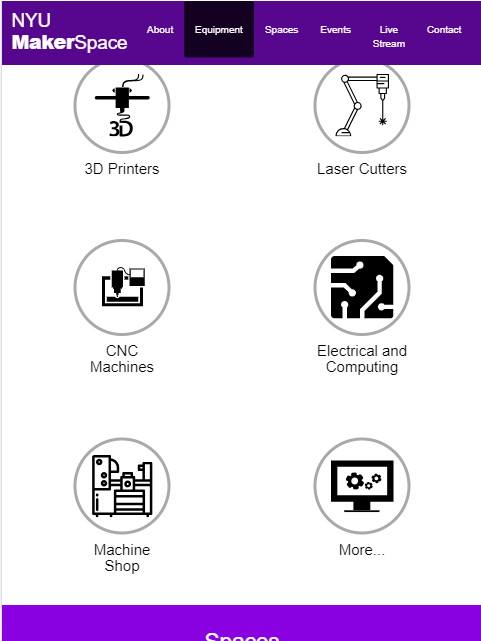 NYU
MakerSpace
About
Equipment
Spaces
Events
Live
Stream
Contact
3D
3D Printers
Laser Cutters
CNC
Machines
Electrical and
Computing
Machine
Shop
More...
Spaces